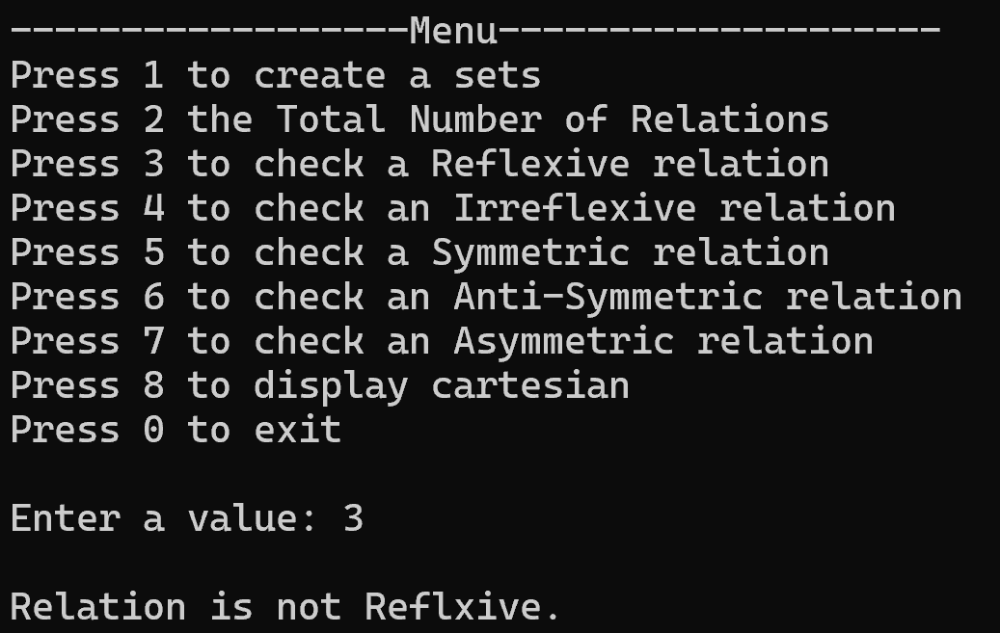 ------------------Menu--------------------
Press 1 to create a sets
Press 2 the Total Number of Relations
Press 3 to check a Reflexive relation
Press 4 to check an Irreflexive relation
Press 5 to check a Symmetric relation
Press 6 to check an Anti-Symmetric relation
Press 7 to check an Asymmetric relation
Press 8 to display cartesian
Press 0 to exit
Enter a value: 3
Relation is not Reflxive.